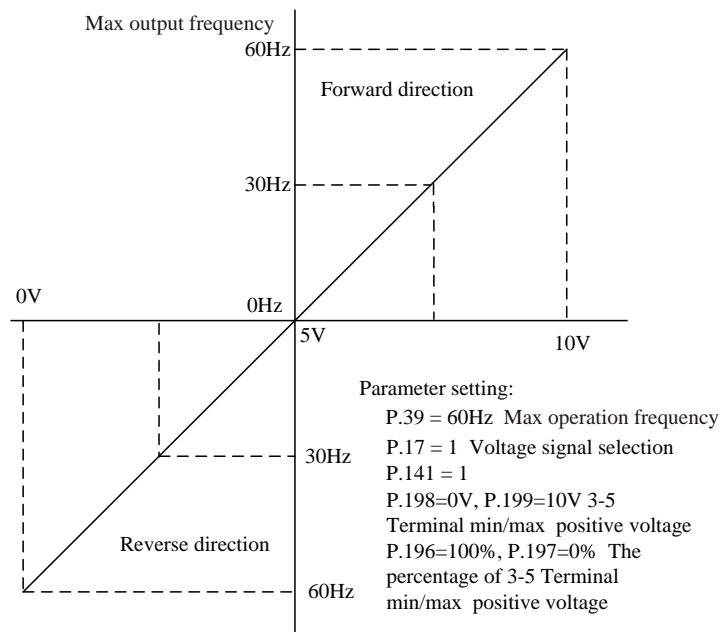 Max output frequency
60Hz
Forward direction
30Hz
0V
0Hz
5V
10V
Parameter setting:
P.39 = 60Hz Max operation frequency
P.17 = 1 Voltage signal selection
P.141 = 1
P.198=0V, P.199=10V 3-5
Terminal min/max positive voltage
P.196=100%, P.197=0% The
percentage of 3-5 Terminal
min/max positive voltage
30Hz
Reverse direction
60Hz